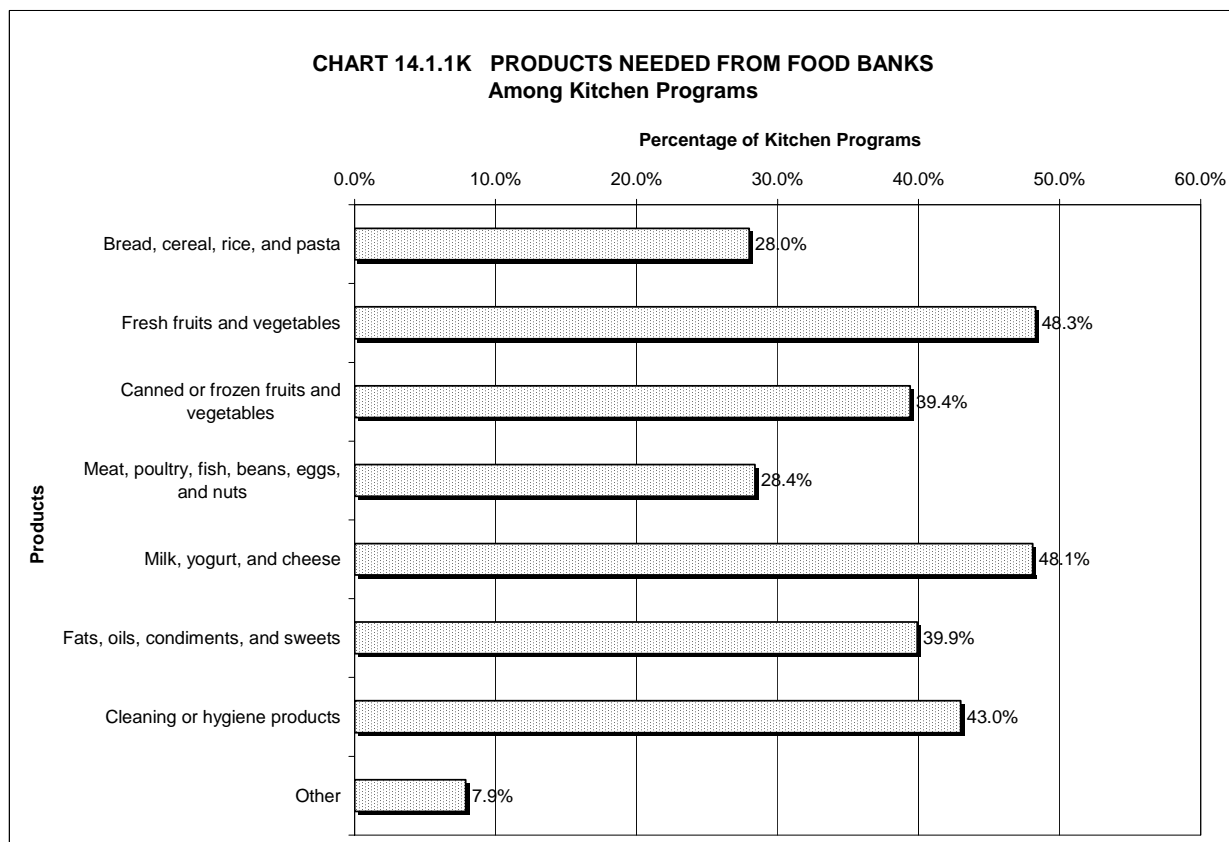 CHART 14.1.1K PRODUCTS NEEDED FROM FOOD BANKS
Among Kitchen Programs
Percentage of Kitchen Programs
0.0% 10.0% 20.0% 30.0% 40.0% 50.0% 60.0%
Products
Bread, cereal, rice, and pasta
28.0%
Fresh fruits and vegetables
48.3%
Canned or frozen fruits and
vegetables
39.4%
Meat, poultry, fish, beans, eggs,
and nuts
28.4%
Milk, yogurt, and cheese
48.1%
Fats, oils, condiments, and sweets
39.9%
Cleaning or hygiene products
43.0%
Other
7.9%